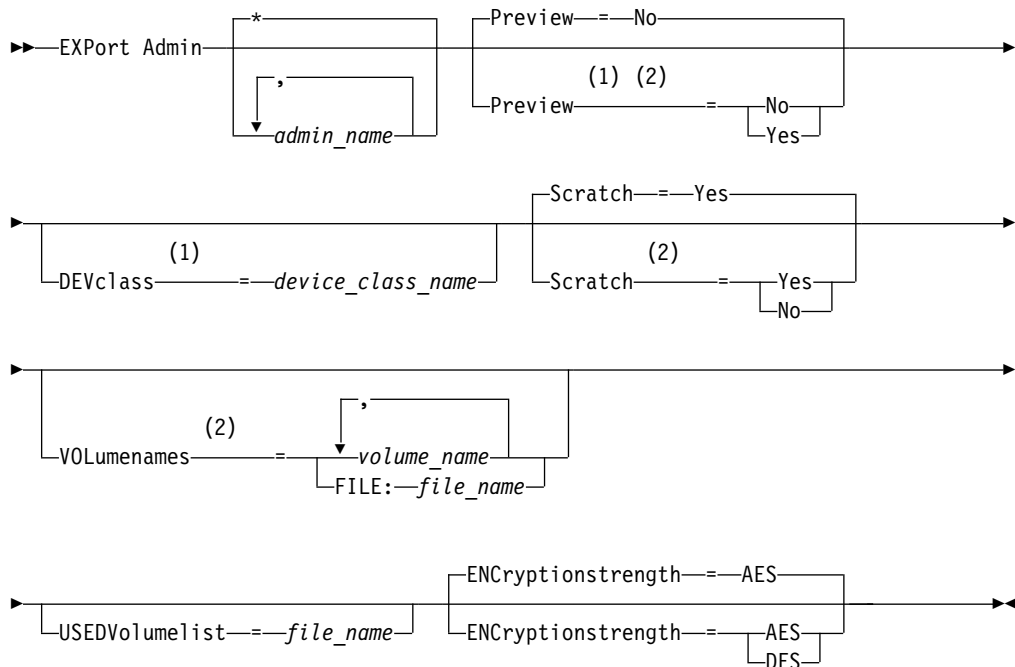 * Preview = No
EXPort Admin
, (1) (2)
admin_name Preview = No
Yes
Scratch = Yes
(1) (2)
DEVclass = device_class_name Scratch = Yes
No
,
(2)
VOLumenames = volume_name
FILE: file_name
ENCryptionstrength = AES
USEDVolumelist = file_name ENCryptionstrength = AES
DES